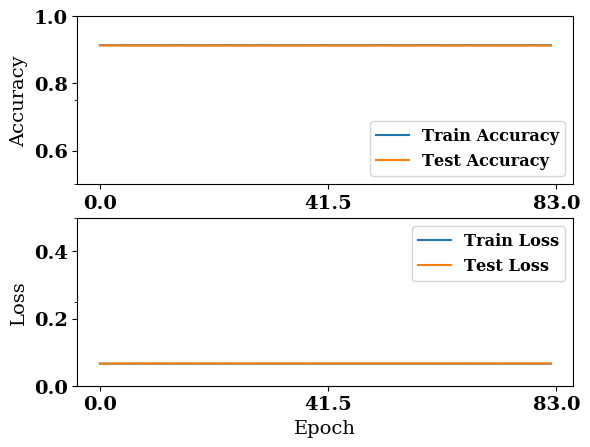 1.0
0.8
0.6
Accuracy
Train Accuracy
Test Accuracy
0.0 41.5 83.0
0.4
0.2
0.0
Loss
Train Loss
Test Loss
0.0 41.5 83.0
Epoch